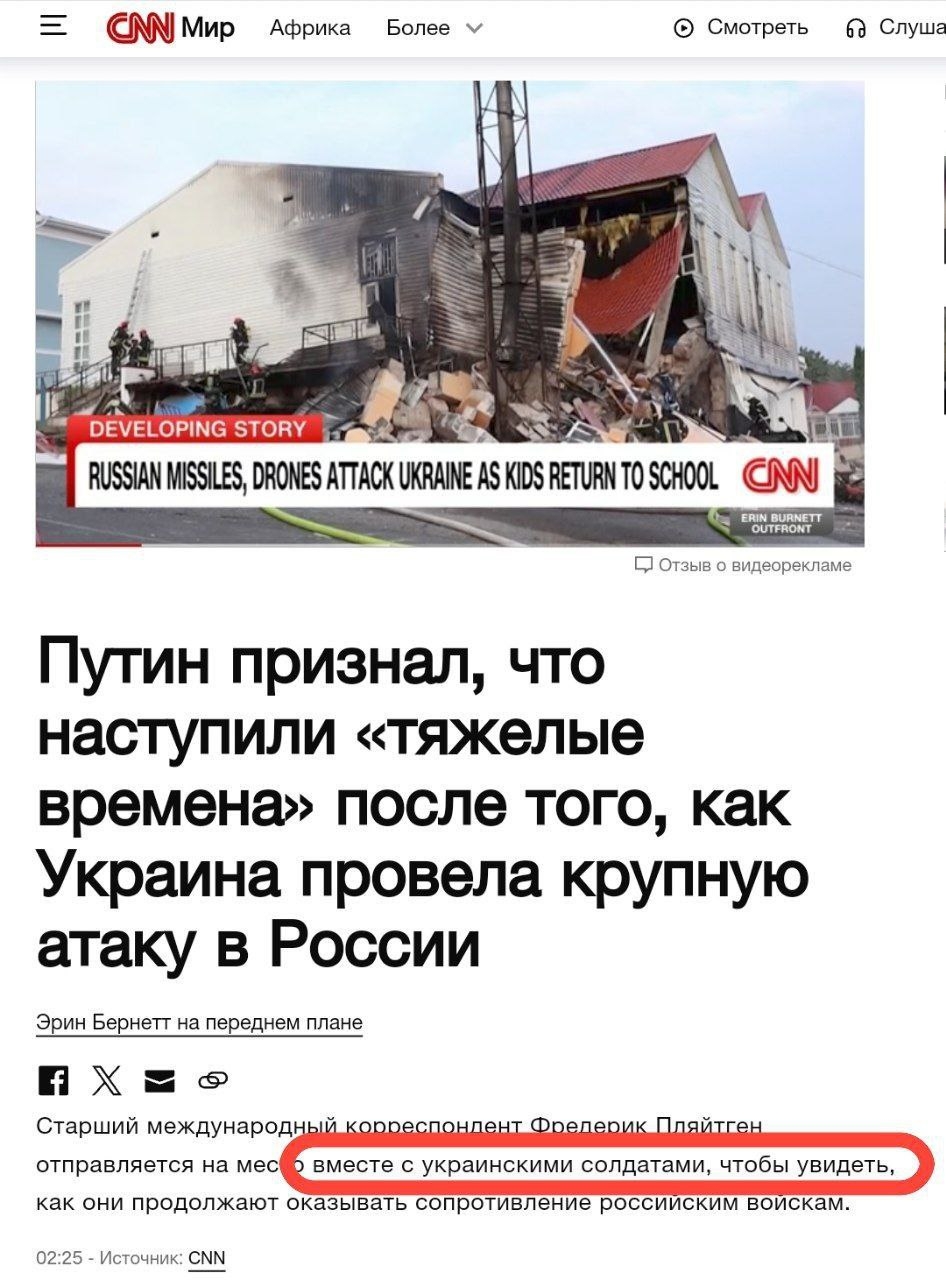 CNN Мир Африка Более Смотреть Слуша
DEVELOPING STORY
RUSSIAN MISSILES, DRONES ATTACK UKRAINE AS KIDS RETURN TO SCHOOL CNN
ERIN BURNETT
OUTFRONT
Отзыв о видеорекламе
Путин признал, что
наступили «тяжелые
времена» после того, как
Украина провела крупную
атаку в России
Эрин Бернетт на переднем плане
Старший международный корреспондент Фредерик Пляйтген
отправляется на место вместе с украинскими солдатами, чтобы увидеть,
как они продолжают оказывать сопротивление российским войскам.
02:25 - Источник: CNN